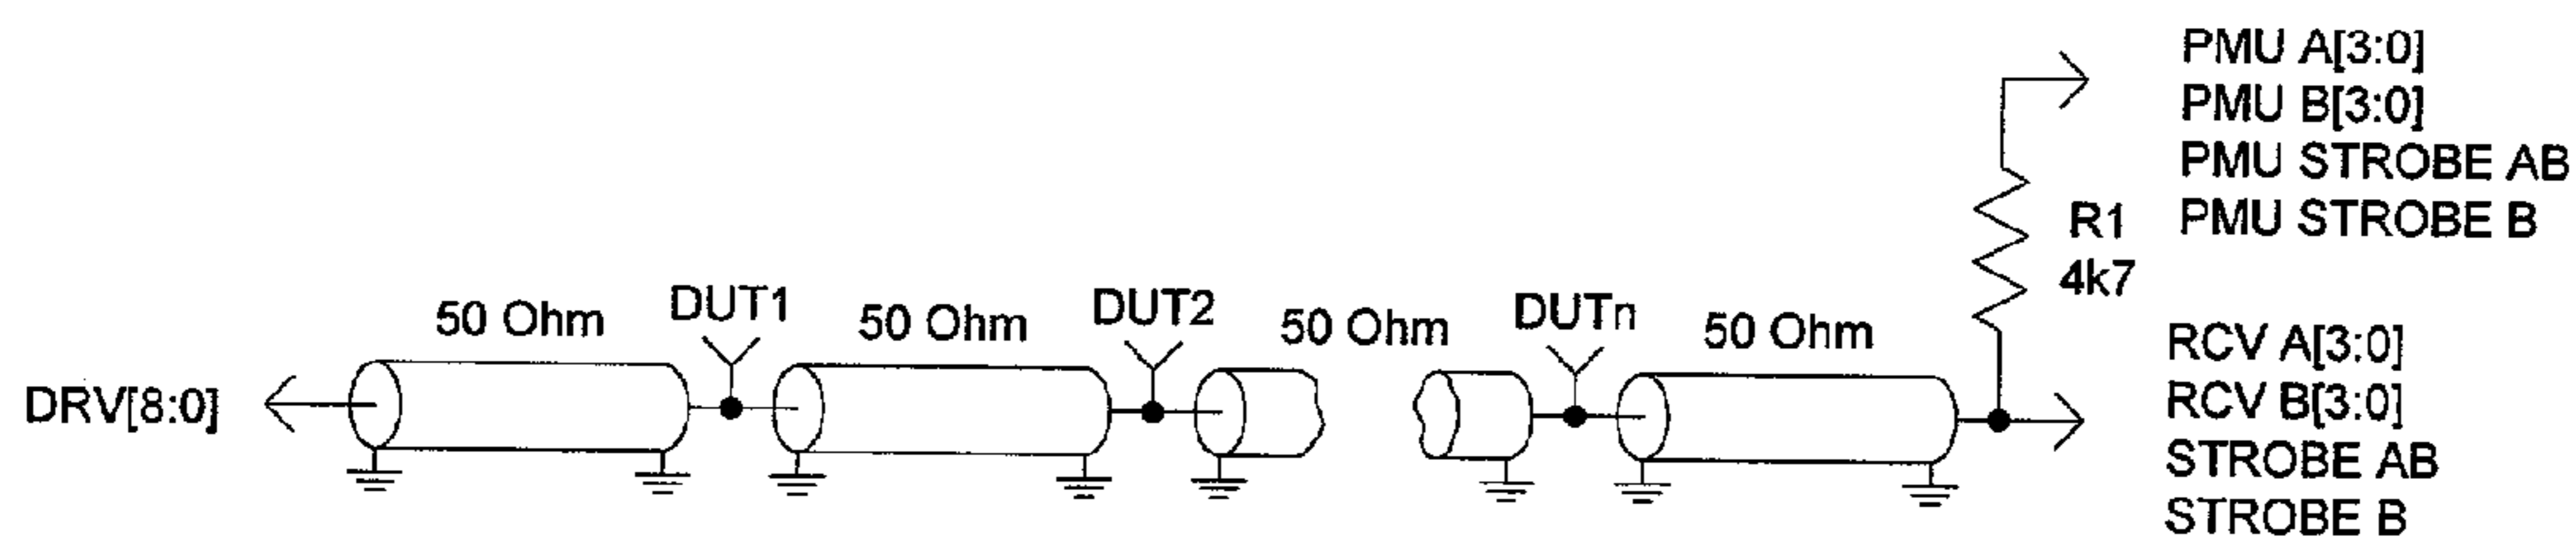 PMU A[3:0]
PMU B[3:0]
PMU STROBE AB
PMU STROBE B
R1
4k7
50 Ohm
DUT1
50 Ohm
DUT2
50 Ohm
DUTn
50 Ohm
DRV[8:0]
RCV A[3:0]
RCV B[3:0]
STROBE AB
STROBE B